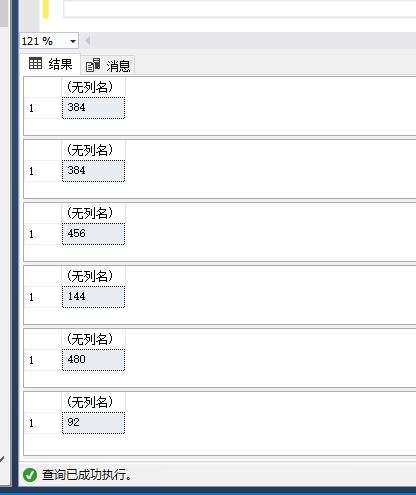 121 %
结果 消息
(无列名)
1 384
(无列名)
1 384
(无列名)
1 456
(无列名)
1 144
(无列名)
1 480
(无列名)
1 92
查询已成功执行。